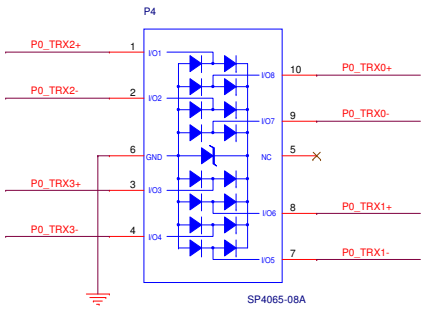 P4
P0_TRX2+ 1 I/O1
I/O8 10 P0_TRX0+
P0_TRX2- 2 I/O2
I/O7 9 P0_TRX0-
6 GND NC 5
P0_TRX3+ 3 I/O3
I/O6 8 P0_TRX1+
P0_TRX3- 4 I/O4
I/O5 7 P0_TRX1-
SP4065-08A